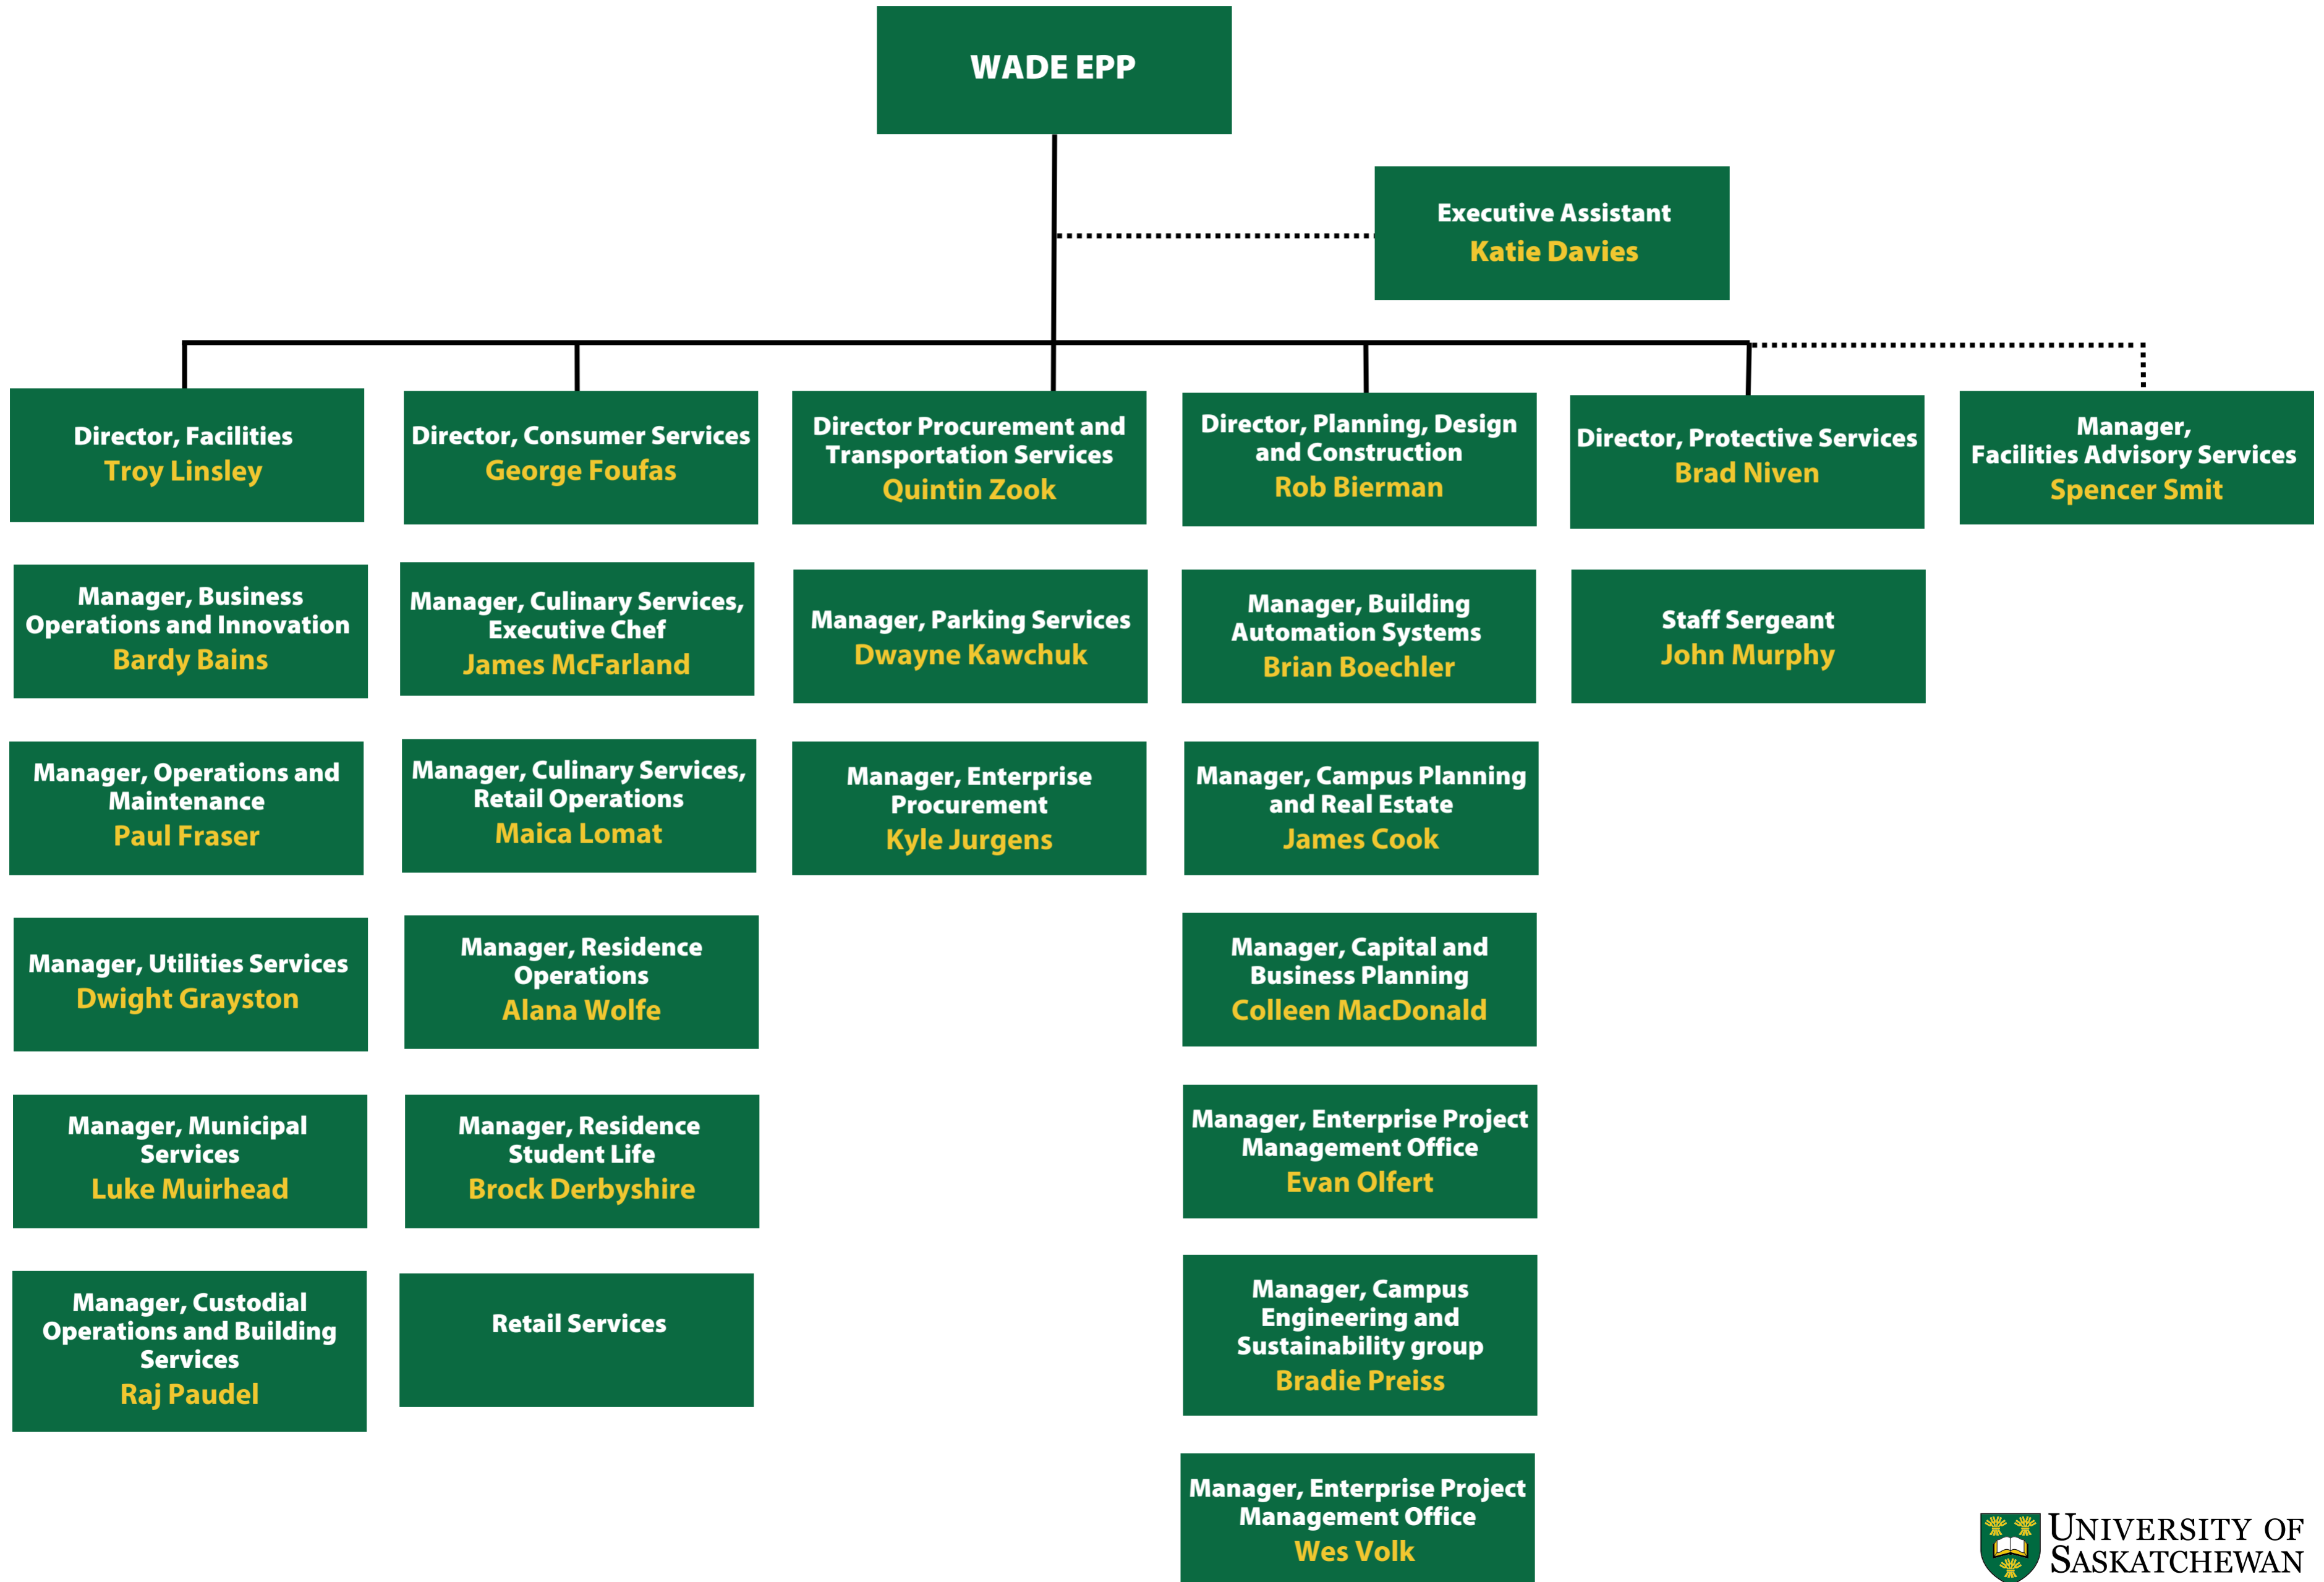 WADE EPP
Executive Assistant
Katie Davies
Director, Facilities
Troy Linsley
Director, Consumer Services
George Foufas
Director Procurement and
Transportation Services
Quintin Zook
Director, Planning, Design
and Construction
Rob Bierman
Director, Protective Services
Brad Niven
Manager,
Facilities Advisory Services
Spencer Smit
Manager, Business
Operations and Innovation
Bardy Bains
Manager, Culinary Services,
Executive Chef
James McFarland
Manager, Parking Services
Dwayne Kawchuk
Manager, Building
Automation Systems
Brian Boechler
Staff Sergeant
John Murphy
Manager, Operations and
Maintenance
Paul Fraser
Manager, Culinary Services,
Retail Operations
Maica Lomat
Manager, Enterprise
Procurement
Kyle Jurgens
Manager, Campus Planning
and Real Estate
James Cook
Manager, Utilities Services
Dwight Grayston
Manager, Residence
Operations
Alana Wolfe
Manager, Capital and
Business Planning
Colleen MacDonald
Manager, Municipal
Services
Luke Muirhead
Manager, Residence
Student Life
Brock Derbyshire
Manager, Enterprise Project
Management Office
Evan Olfert
Manager, Custodial
Operations and Building
Services
Raj Paudel
Retail Services
Manager, Campus
Engineering and
Sustainability group
Bradie Preiss
Manager, Enterprise Project
Management Office
Wes Volk
UNIVERSITY OF
SASKATCHEWAN